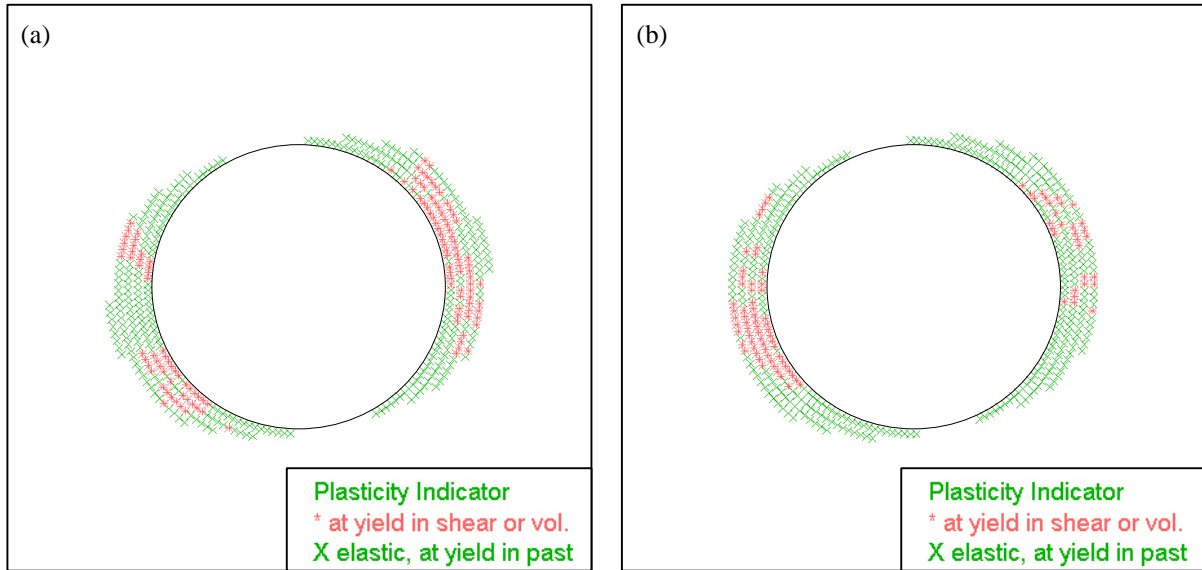 (a)
Plasticity Indicator
* at yield in shear or vol.
X elastic, at yield in past
(b)
Plasticity Indicator
* at yield in shear or vol.
X elastic, at yield in past